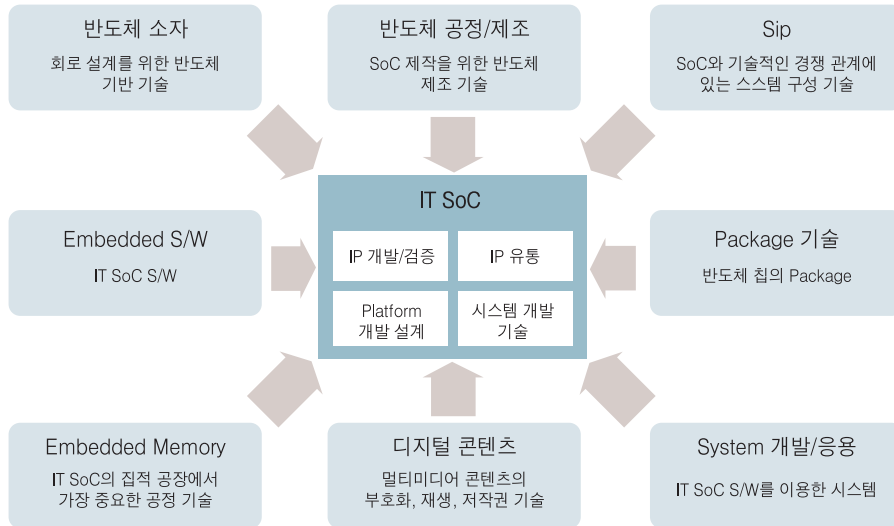 반도체 소자
회로 설계를 위한 반도체
기반 기술
반도체 공정/제조
SoC 제작을 위한 반도체
제조 기술
Sip
SoC와 기술적인 경쟁 관계에
있는 스스템 구성 기술
IT SoC
IP 개발/검증
IP 유통
Platform
개발 설계
시스템 개발
기술
Embedded S/W
IT SoC S/W
Package 기술
반도체 칩의 Package
Embedded Memory
IT SoC의 집적 공장에서
가장 중요한 공정 기술
디지털 콘텐츠
멀티미디어 콘텐츠의
부호화, 재생, 저작권 기술
System 개발/응용
IT SoC S/W를 이용한 시스템